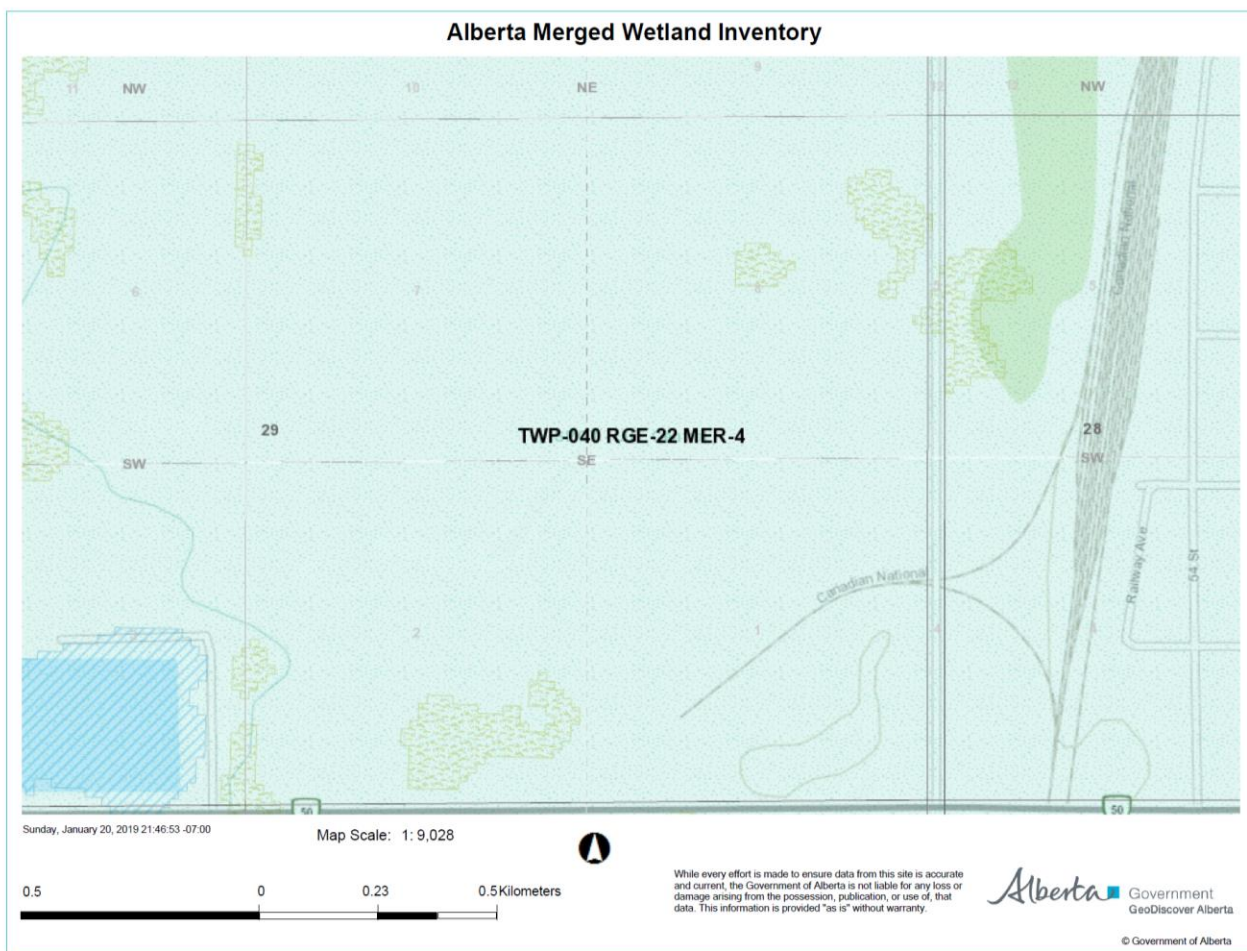 Alberta Merged Wetland Inventory
11 NW 10 NE 9 12 13 NW
Canadian National
6 7 8 5
29 TWP-040 RGE-22 MER-4 28
SW SE SW
Railway Ave
54 St
Canadian National
2 1 4 3
50 50
Sunday, January 20, 2019 21:46:53 -07:00
Map Scale: 1: 9,028
0.5 0 0.23 0.5 Kilometers
While every effort is made to ensure data from this site is accurate
and current, the Government of Alberta is not liable for any loss or
damage arising from the possession, publication, or use of, that
data. This information is provided "as is" without warranty.
Alberta Government
GeoDiscover Alberta
© Government of Alberta